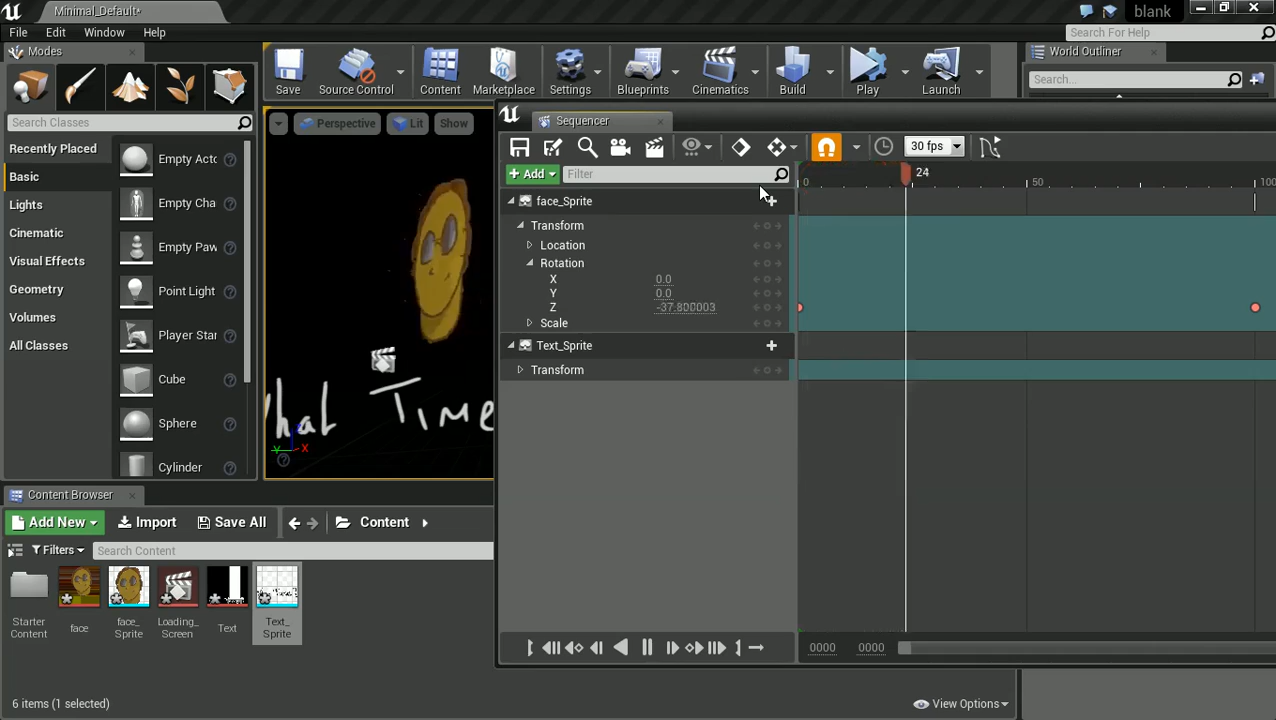 Minimal_Default*
blank
File Edit Window Help
Search For Help
Modes
World Outliner
Save Source Control Content Marketplace Settings Blueprints Cinematics Build Play Launch
Search...
Search Classes
Perspective Lit Show
Sequencer
Recently Placed
Basic
Lights
Cinematic
Visual Effects
Geometry
Volumes
All Classes
Empty Acto
Empty Cha
Empty Paw
Point Light
Player Star
Cube
Sphere
Cylinder
30 fps
Add Filter
24
0 50 100
face_Sprite
Transform
Location
Rotation
X 0.0
Y 0.0
Z -37.800003
Scale
Text_Sprite
Transform
What Time
Y X
Content Browser
Add New Import Save All Content
Filters Search Content
Starter Content
face
face_Sprite
Loading_Screen
Text
Text_Sprite
0000 0000
6 items (1 selected)
View Options